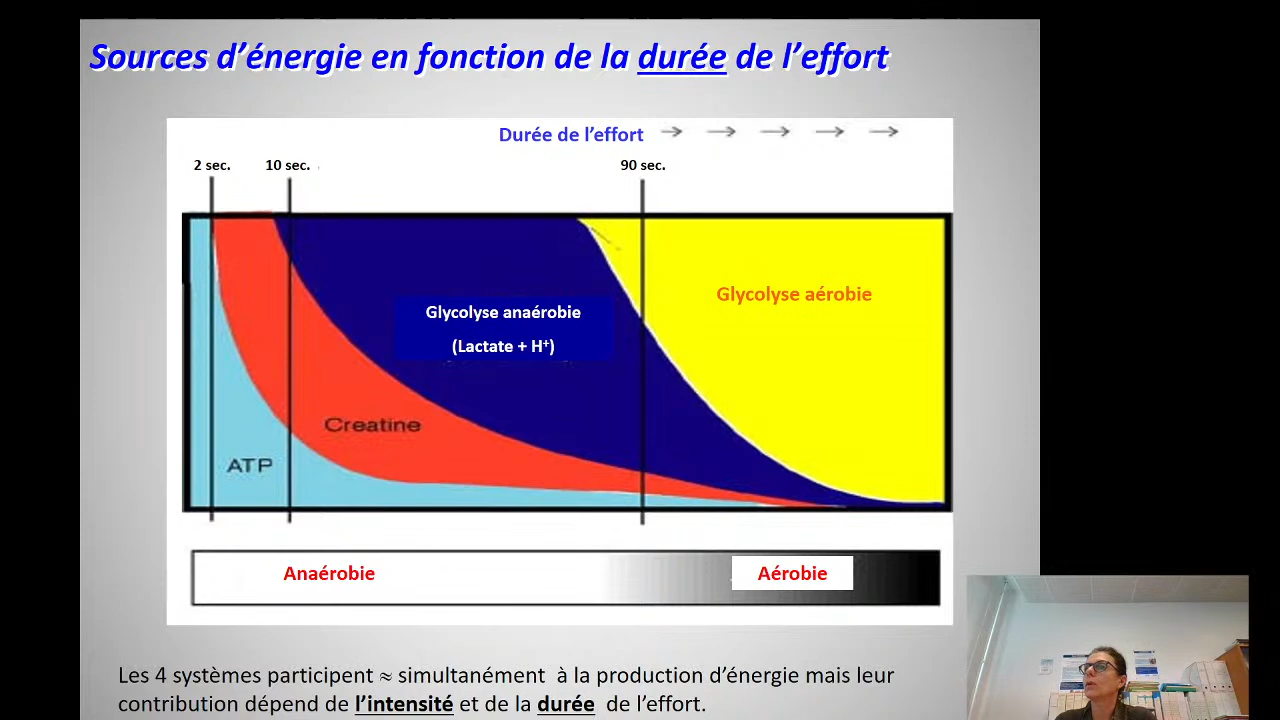 Sources d’énergie en fonction de la durée de l’effort
Durée de l’effort → → → → →
2 sec. 10 sec. 90 sec.
Glycolyse aérobie
Glycolyse anaérobie
(Lactate + H⁺)
Creatine
ATP
Anaérobie Aérobie
Les 4 systèmes participent ≈ simultanément à la production d’énergie mais leur
contribution dépend de l’intensité et de la durée de l’effort.